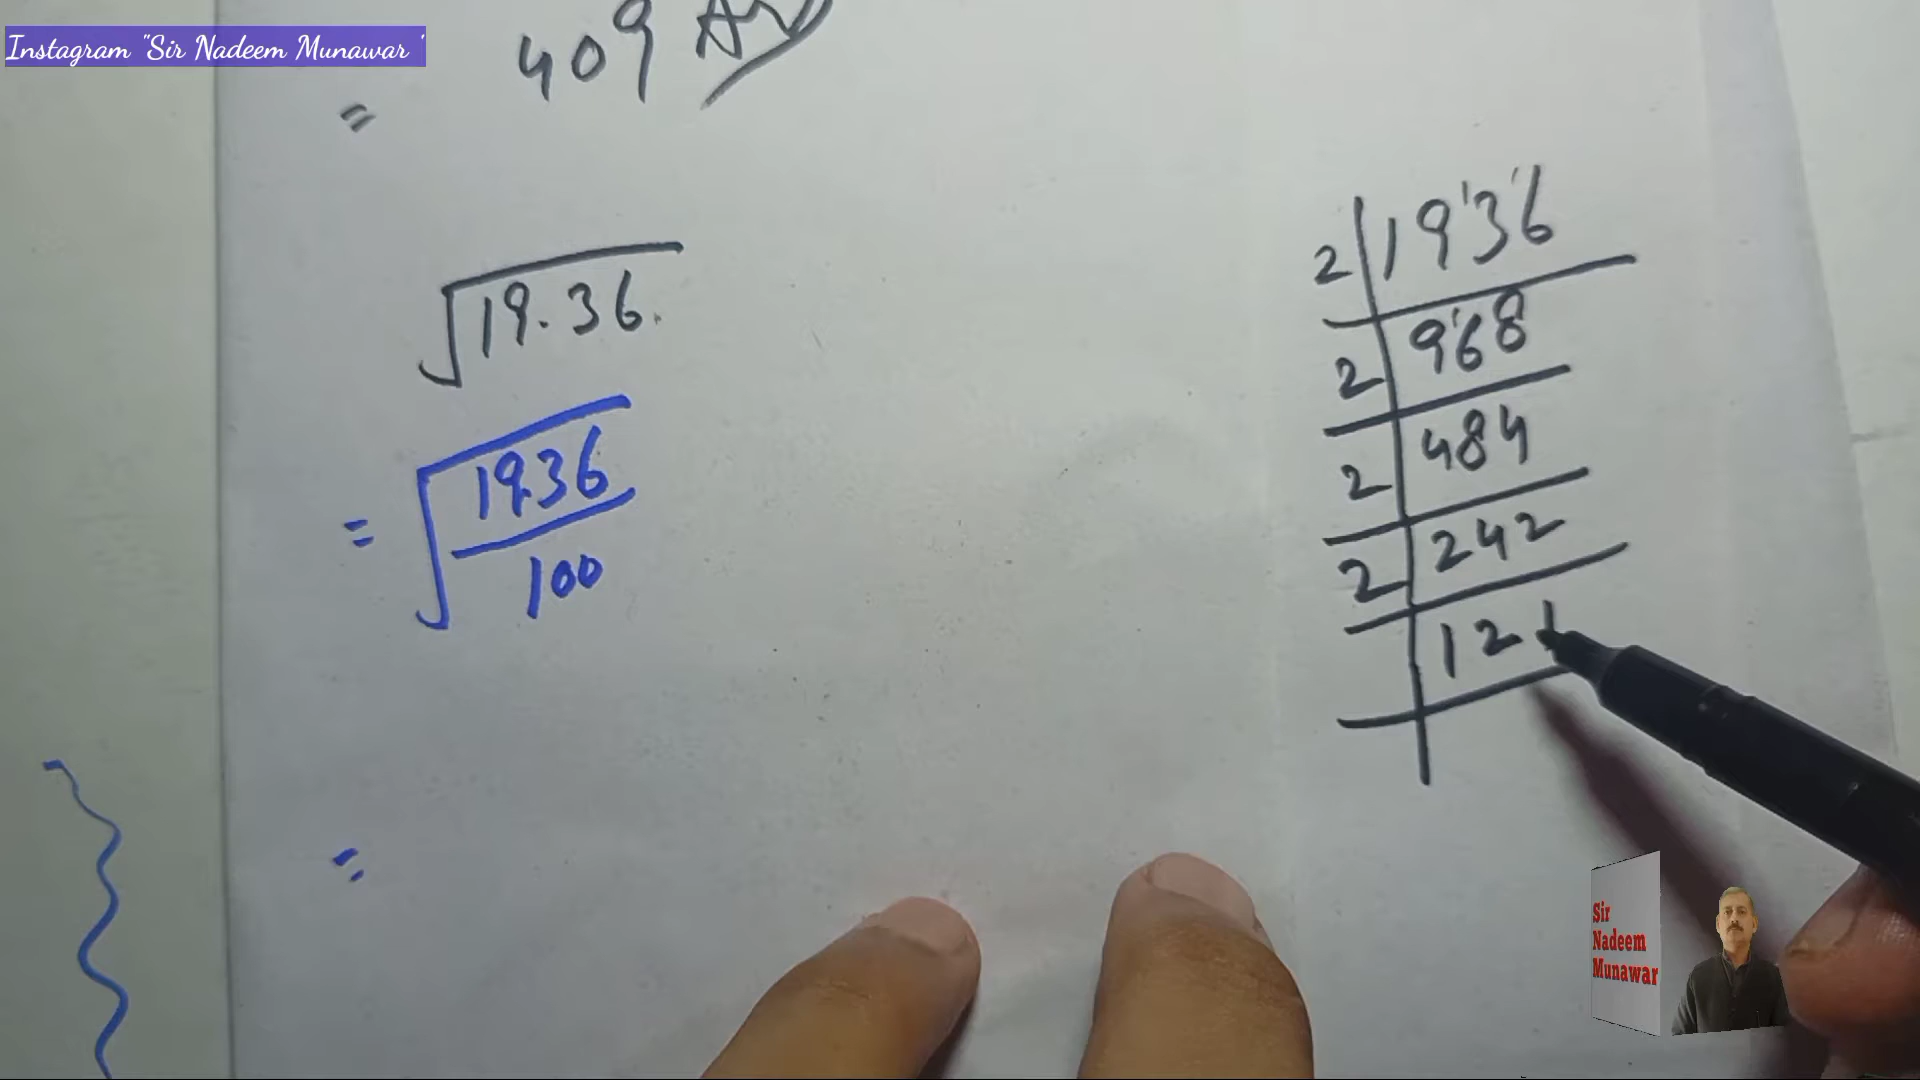 Instagram "Sir Nadeem Munawar"
= 409 Ans
√19.36
= √1936/100
=
2 | 1936
2 | 968
2 | 484
2 | 242
121
Sir
Nadeem
Munawar